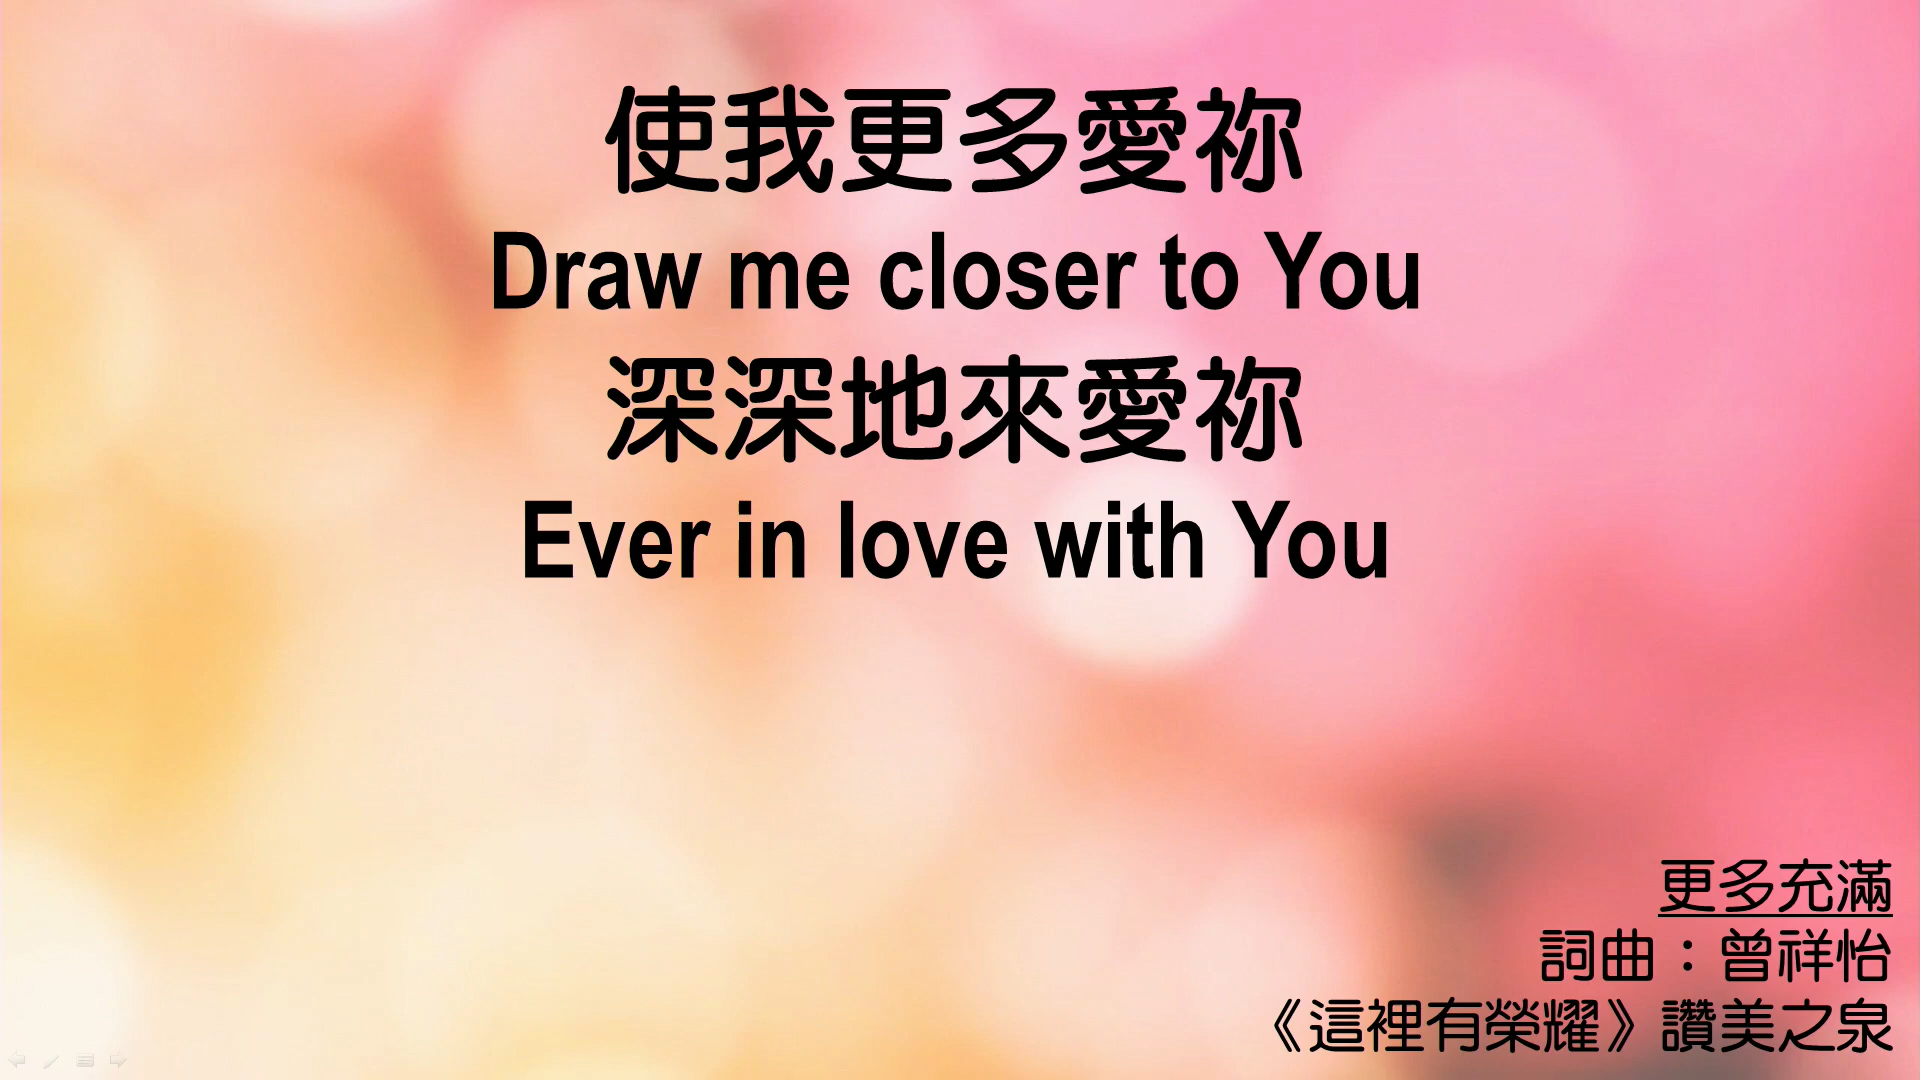 使我更多愛祢
Draw me closer to You
深深地來愛祢
Ever in love with You
更多充滿
詞曲：曾祥怡
《這裡有榮耀》讚美之泉